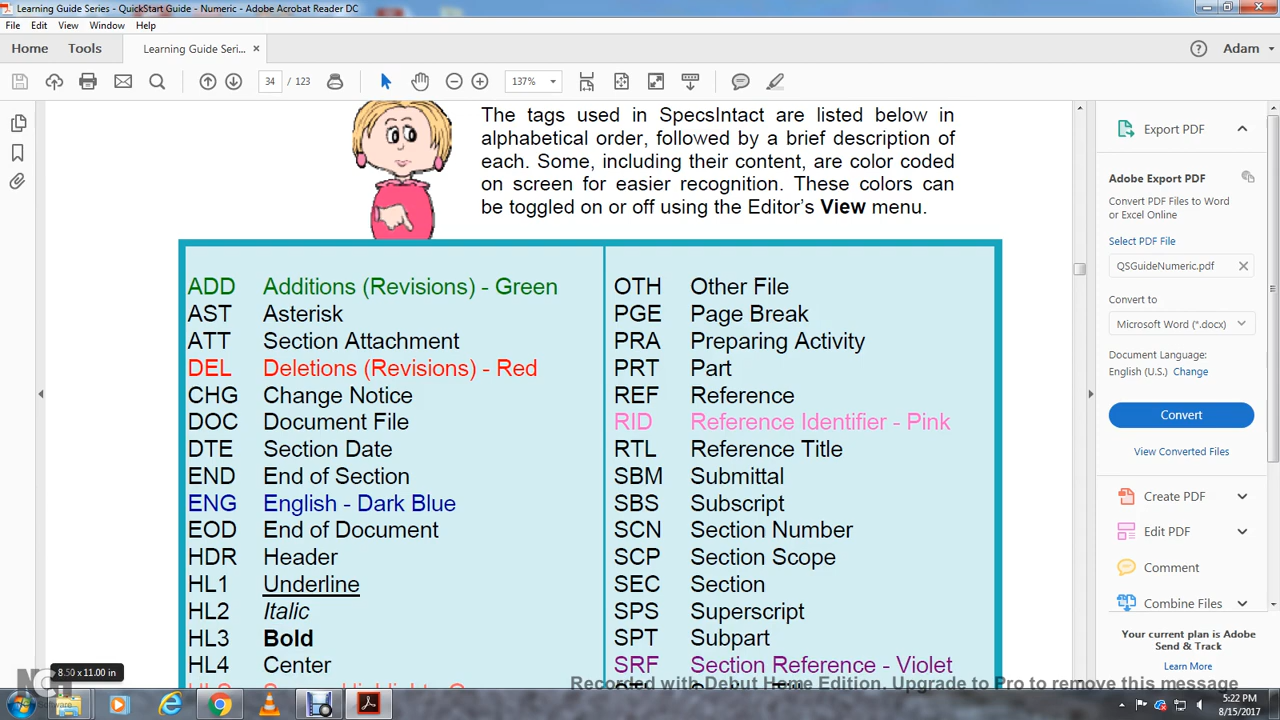 Learning Guide Series - QuickStart Guide - Numeric - Adobe Acrobat Reader DC
File Edit View Window Help
Home Tools Learning Guide Seri... × Adam
34 / 123 137%
The tags used in SpecsIntact are listed below in
alphabetical order, followed by a brief description of
each. Some, including their content, are color coded
on screen for easier recognition. These colors can
be toggled on or off using the Editor's View menu.
ADD Additions (Revisions) - Green
AST Asterisk
ATT Section Attachment
DEL Deletions (Revisions) - Red
CHG Change Notice
DOC Document File
DTE Section Date
END End of Section
ENG English - Dark Blue
EOD End of Document
HDR Header
HL1 Underline
HL2 Italic
HL3 Bold
HL4 Center
OTH Other File
PGE Page Break
PRA Preparing Activity
PRT Part
REF Reference
RID Reference Identifier - Pink
RTL Reference Title
SBM Submittal
SBS Subscript
SCN Section Number
SCP Section Scope
SEC Section
SPS Superscript
SPT Subpart
SRF Section Reference - Violet
Export PDF
Adobe Export PDF
Convert PDF Files to Word
or Excel Online
Select PDF File
QSGuideNumeric.pdf
Convert to
Microsoft Word (*.docx)
Document Language:
English (U.S.) Change
Convert
View Converted Files
Create PDF
Edit PDF
Comment
Combine Files
Your current plan is Adobe
Send & Track
Learn More
8.50 x 11.00 in
NCH
Software
Recorded with Debut Home Edition. Upgrade to Pro to remove this message
5:22 PM
8/15/2017